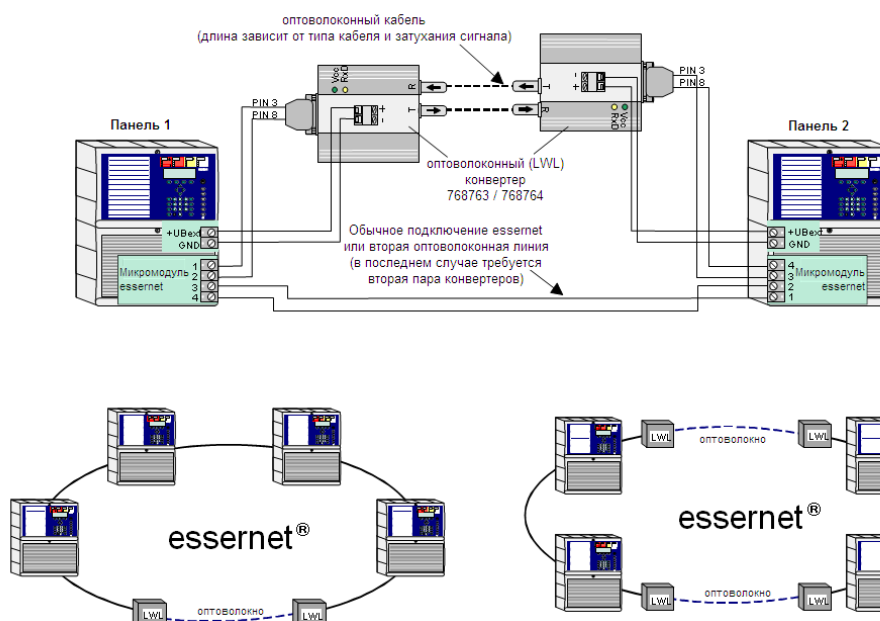 оптоволоконный кабель
(длина зависит от типа кабеля и затухания сигнала)
PIN 3
PIN 8
Vcc
RxD
R
T
+
-
T
R
-
+
Vcc
RxD
PIN 3
PIN 8
Панель 1
Панель 2
оптоволоконный (LWL)
конвертер
768763 / 768764
Обычное подключение essernet
или вторая оптоволоконная линия
(в последнем случае требуется
вторая пара конвертеров)
+UBext
GND
Микромодуль
essernet
1
2
3
4
+UBext
GND
4
3
2
1
Микромодуль
essernet
essernet®
LWL
оптоволокно
LWL
LWL
оптоволокно
LWL
essernet®
LWL
оптоволокно
LWL